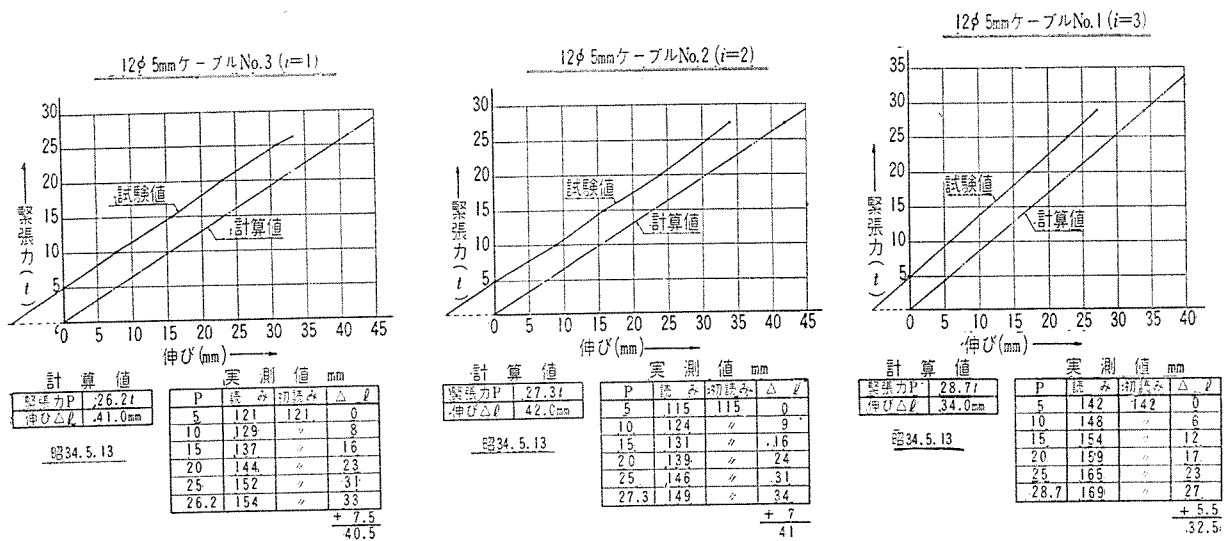 12φ 5mmケーブルNo.3 (i=1)
30
25
20
15
10
5
0 5 10 15 20 25 30 35 40 45
↑緊張力(t)
試験値
計算値
伸び(mm)→
計算値
緊張力P 26.2t
伸び△ℓ 41.0mm
昭34.5.13
実測値 mm
P 読み 初読み △ℓ
5 121 121 0
10 129 〃 8
15 137 〃 16
20 144 〃 23
25 152 〃 31
26.2 154 〃 33
+ 7.5
40.5
12φ 5mmケーブルNo.2 (i=2)
30
25
20
15
10
5
0 5 10 15 20 25 30 35 40 45
↑緊張力(t)
試験値
計算値
伸び(mm)→
計算値
緊張力P 27.3t
伸び△ℓ 42.0mm
昭34.5.13
実測値 mm
P 読み 初読み △ℓ
5 115 115 0
10 124 〃 9
15 131 〃 16
20 139 〃 24
25 146 〃 31
27.3 149 〃 34
+ 7
41
12φ 5mmケーブルNo.1 (i=3)
35
30
25
20
15
10
5
0 5 10 15 20 25 30 35 40
↑緊張力(t)
試験値
計算値
伸び(mm)→
計算値
緊張力P 28.7t
伸び△ℓ 34.0mm
昭34.5.13
実測値 mm
P 読み 初読み △ℓ
5 142 142 0
10 148 〃 6
15 154 〃 12
20 159 〃 17
25 165 〃 23
28.7 169 〃 27
+ 5.5
32.5